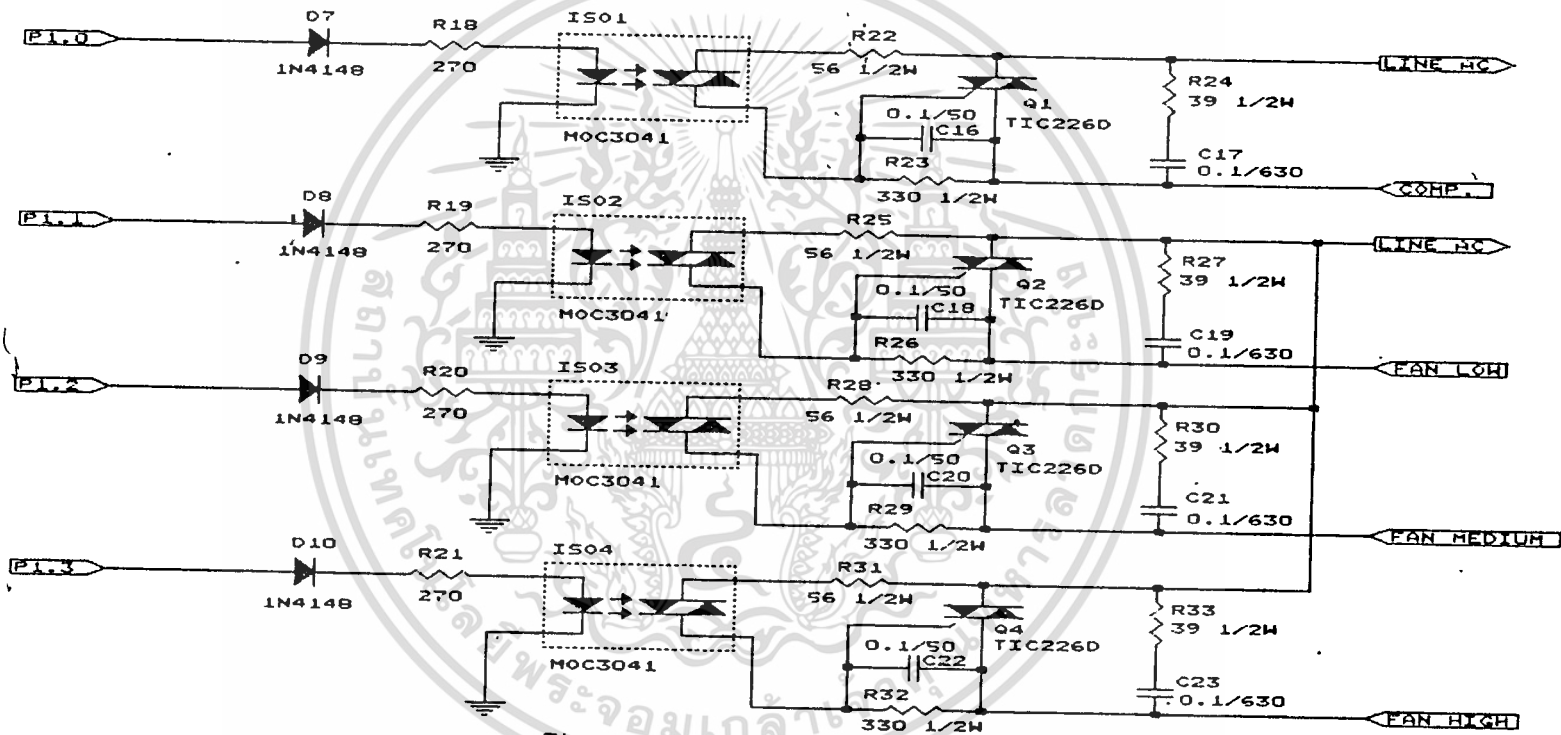 D7
R18
ISO1
R22
P1.0
1N4148
270
56 1/2W
LINE AC
R24
39 1/2W
0.1/50
Q1
TIC226D
C16
MOC3041
R23
C17
0.1/630
330 1/2W
COMP.
D8
R19
ISO2
R25
P1.1
1N4148
270
56 1/2W
LINE AC
R27
39 1/2W
0.1/50
Q2
TIC226D
C18
MOC3041
R26
C19
0.1/630
330 1/2W
FAN LOW
D9
R20
ISO3
R28
P1.2
1N4148
270
56 1/2W
R30
39 1/2W
0.1/50
Q3
TIC226D
C20
MOC3041
R29
C21
0.1/630
330 1/2W
FAN MEDIUM
D10
R21
ISO4
R31
P1.3
1N4148
270
56 1/2W
R33
39 1/2W
0.1/50
Q4
TIC226D
C22
MOC3041
R32
C23
0.1/630
330 1/2W
FAN HIGH